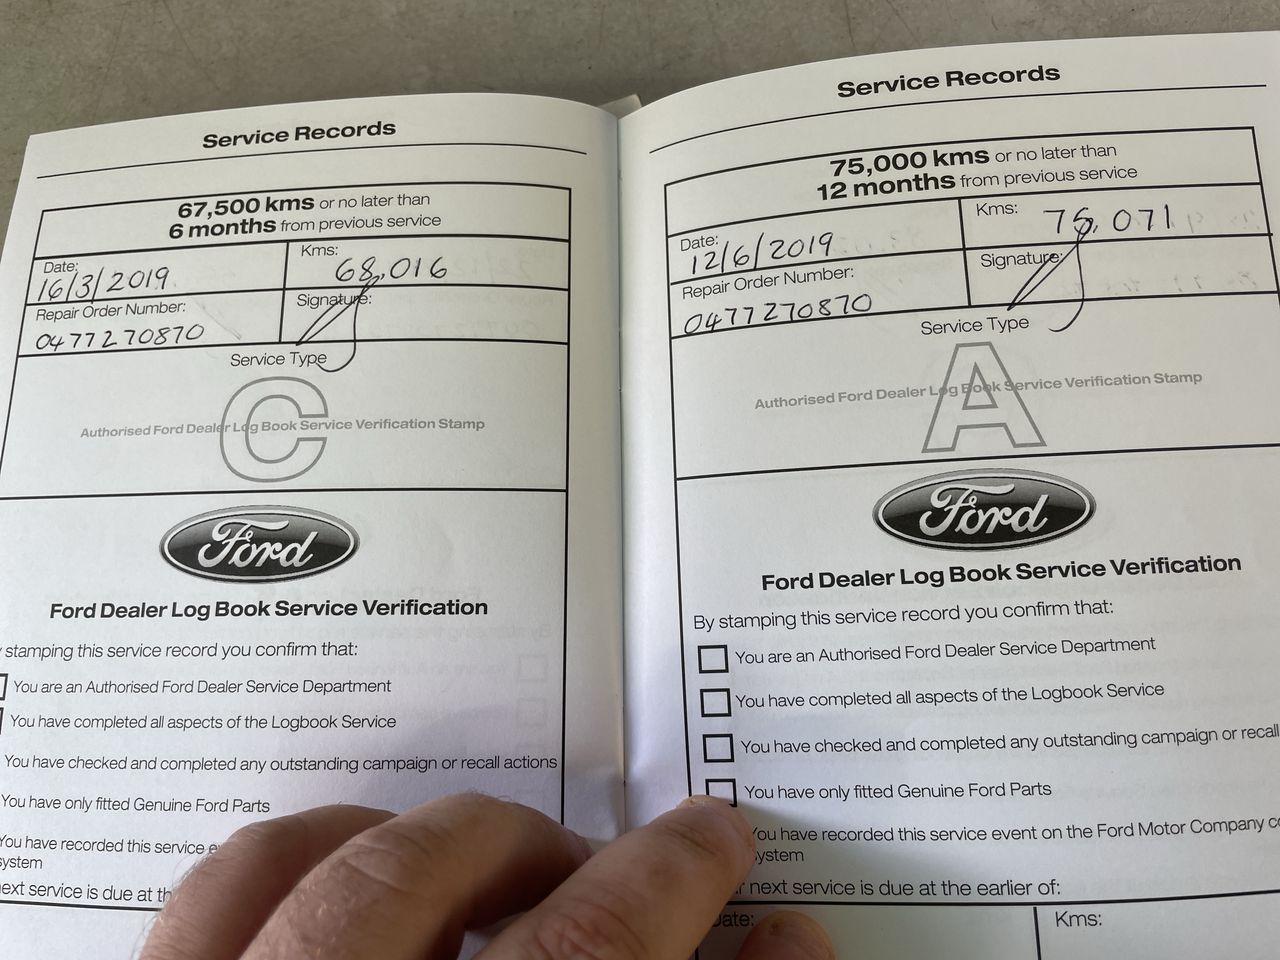 Service Records
67,500 kms or no later than
6 months from previous service
Date:
16/3/2019
Kms:
68,016
Repair Order Number:
0477270870
Signature:
Service Type
C
Authorised Ford Dealer Log Book Service Verification Stamp
Ford
Ford Dealer Log Book Service Verification
stamping this service record you confirm that:
You are an Authorised Ford Dealer Service Department
You have completed all aspects of the Logbook Service
You have checked and completed any outstanding campaign or recall actions
You have only fitted Genuine Ford Parts
You have recorded this service
system
next service is due at
Service Records
75,000 kms or no later than
12 months from previous service
Date:
12/6/2019
Kms:
75,071
Repair Order Number:
0477270870
Signature:
Service Type
A
Authorised Ford Dealer Log Book Service Verification Stamp
Ford
Ford Dealer Log Book Service Verification
By stamping this service record you confirm that:
You are an Authorised Ford Dealer Service Department
You have completed all aspects of the Logbook Service
You have checked and completed any outstanding campaign or recall
You have only fitted Genuine Ford Parts
You have recorded this service event on the Ford Motor Company
system
next service is due at the earlier of:
Date:
Kms: